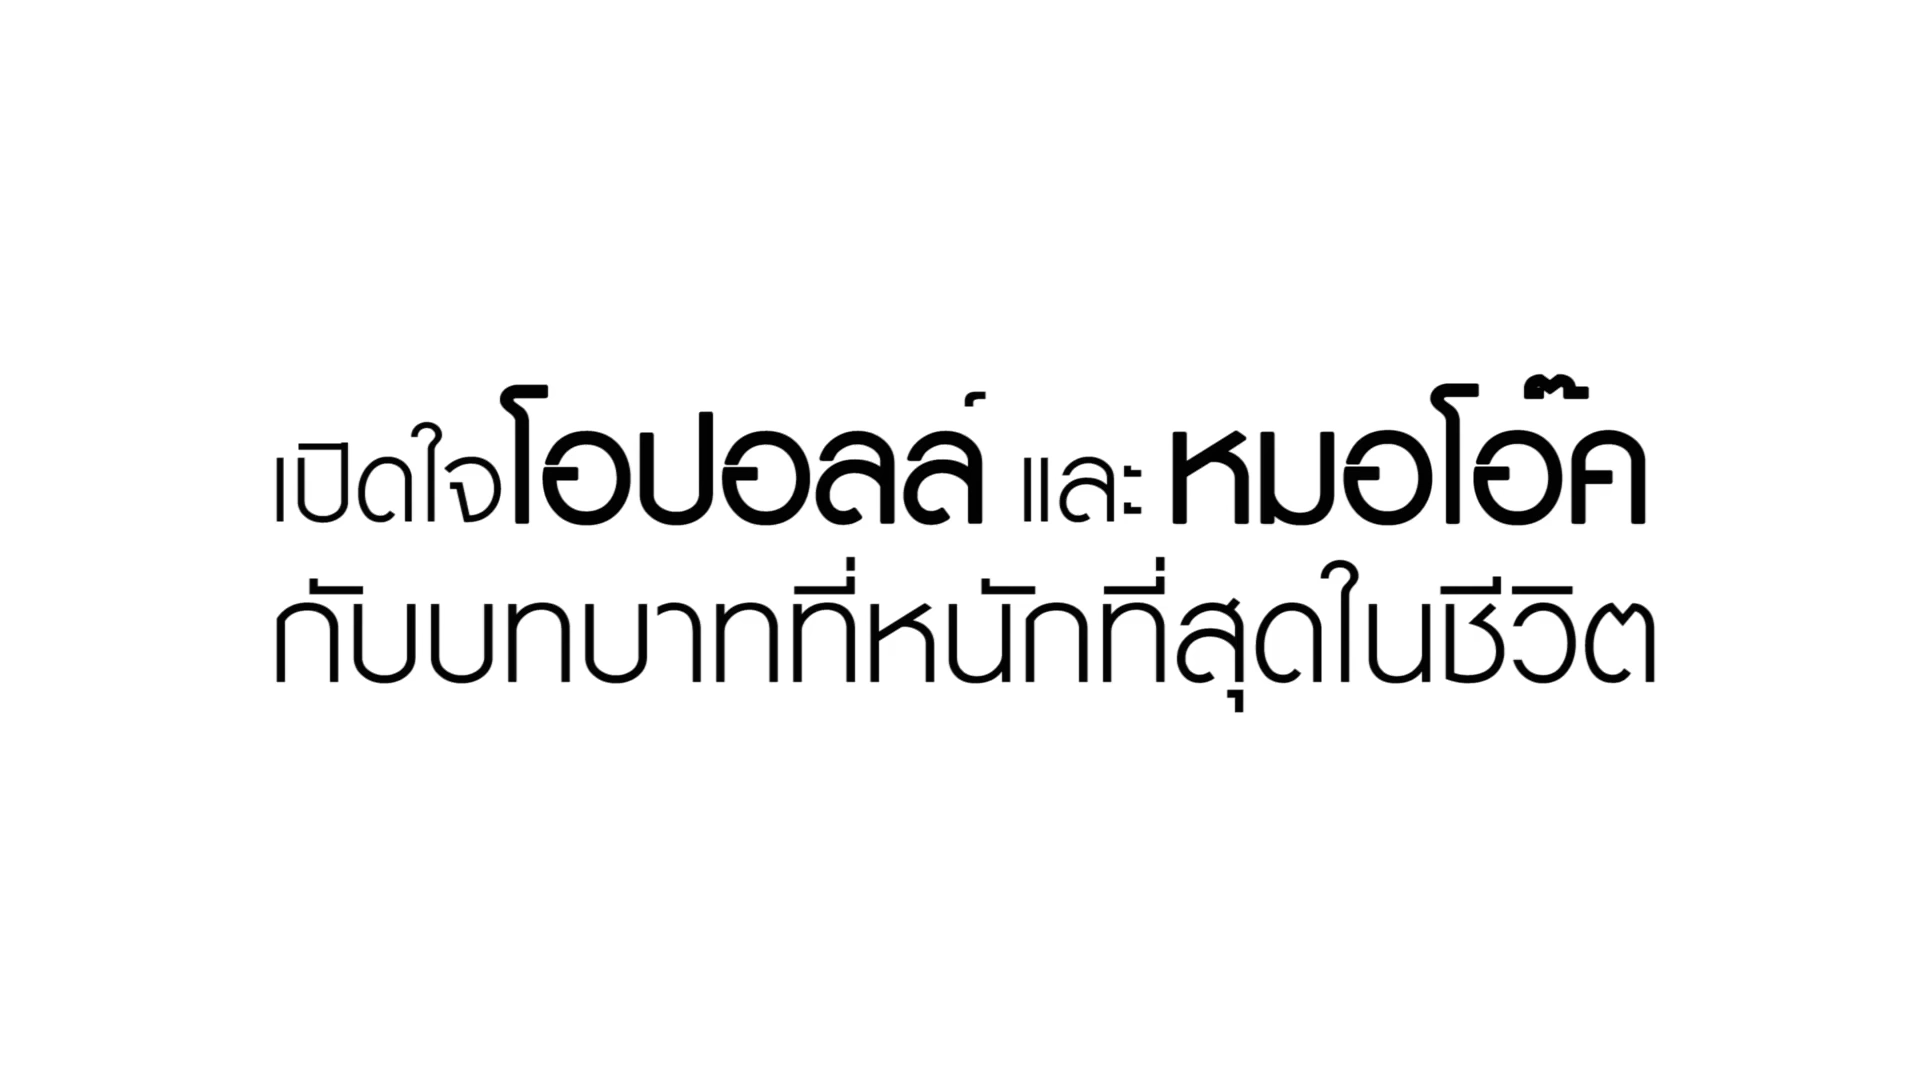 เปิดใจโอปอลล์ และ หมอโอ๊ค
กับบทบาทที่หนักที่สุดในชีวิต